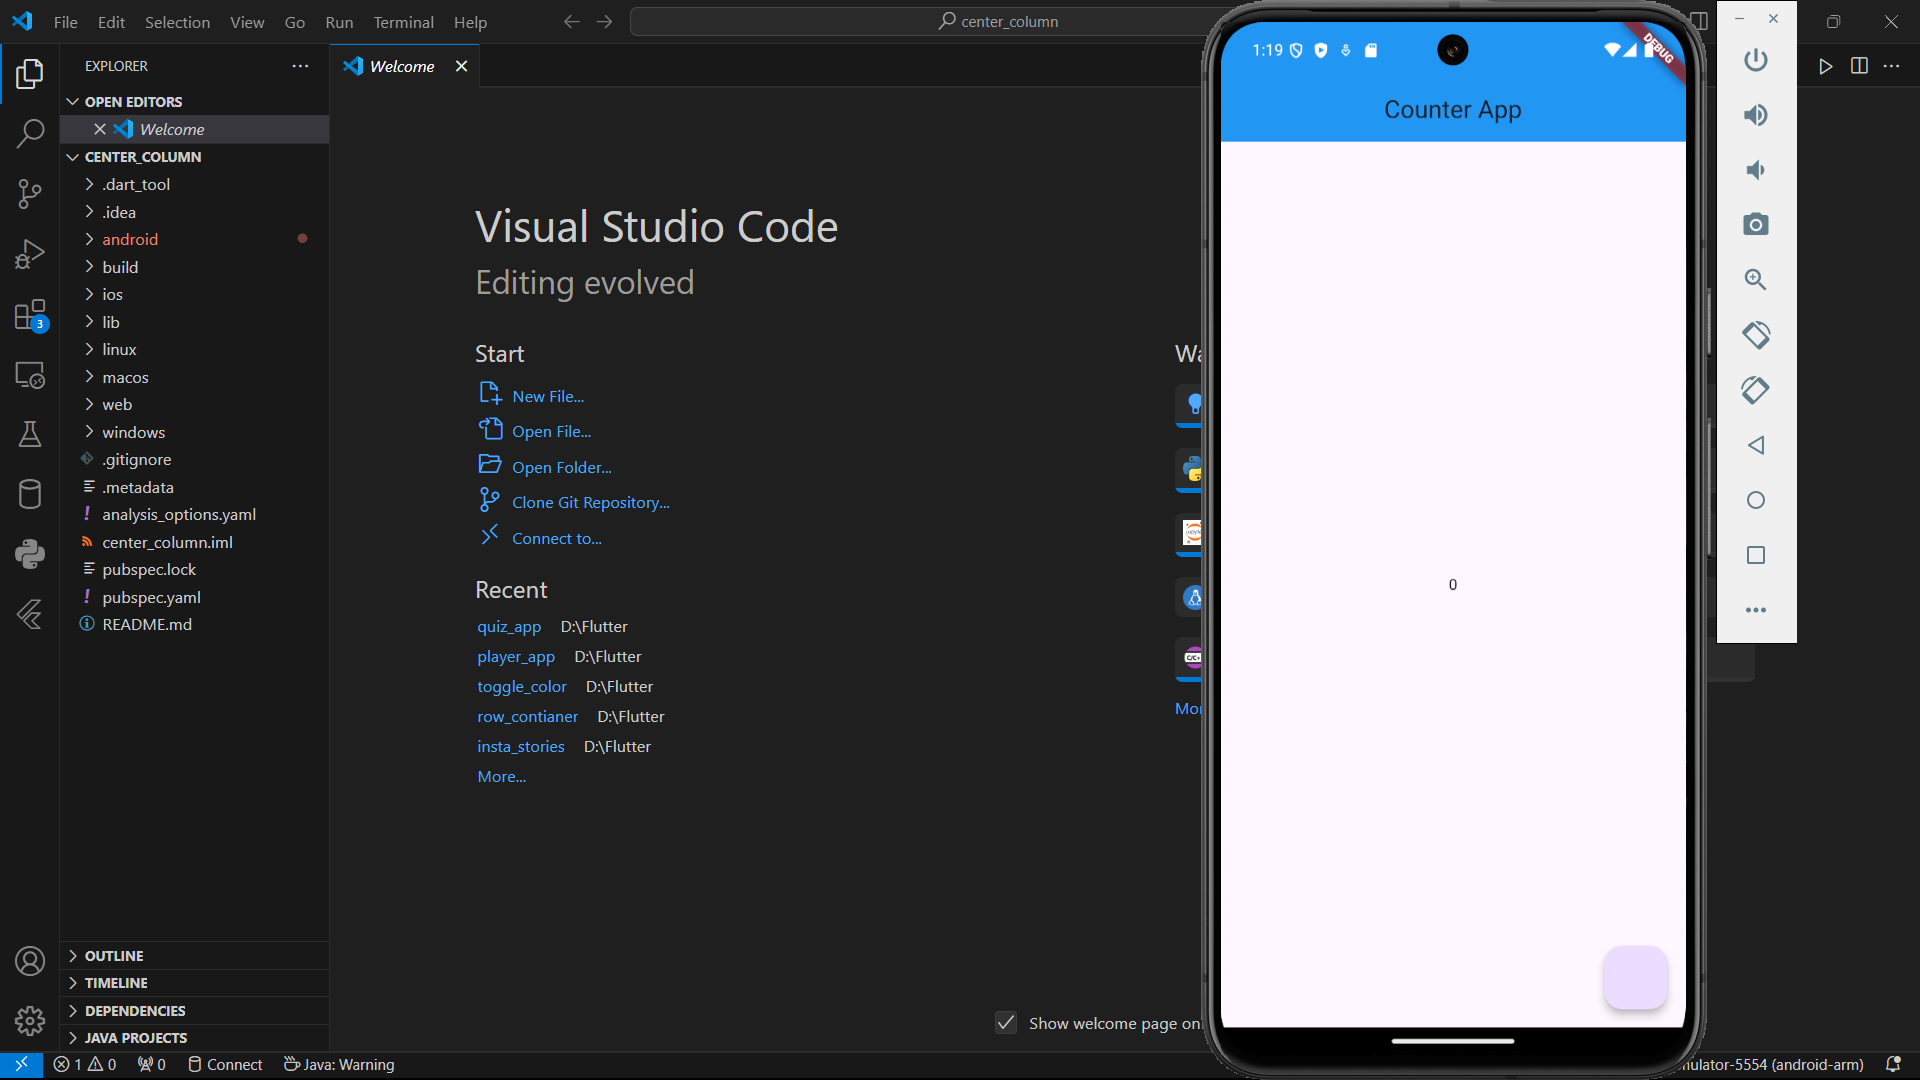 File Edit Selection View Go Run Terminal Help
center_column
EXPLORER
Welcome
OPEN EDITORS
Welcome
CENTER_COLUMN
.dart_tool
.idea
android
build
ios
lib
linux
macos
web
windows
.gitignore
.metadata
analysis_options.yaml
center_column.iml
pubspec.lock
pubspec.yaml
README.md
3
OUTLINE
TIMELINE
DEPENDENCIES
JAVA PROJECTS
Visual Studio Code
Editing evolved
Start
New File...
Open File...
Open Folder...
Clone Git Repository...
Connect to...
Recent
quiz_app D:\Flutter
player_app D:\Flutter
toggle_color D:\Flutter
row_contianer D:\Flutter
insta_stories D:\Flutter
More...
Show welcome page on
1:19
DEBUG
Counter App
0
1 0 0 Connect Java: Warning
mulator-5554 (android-arm)